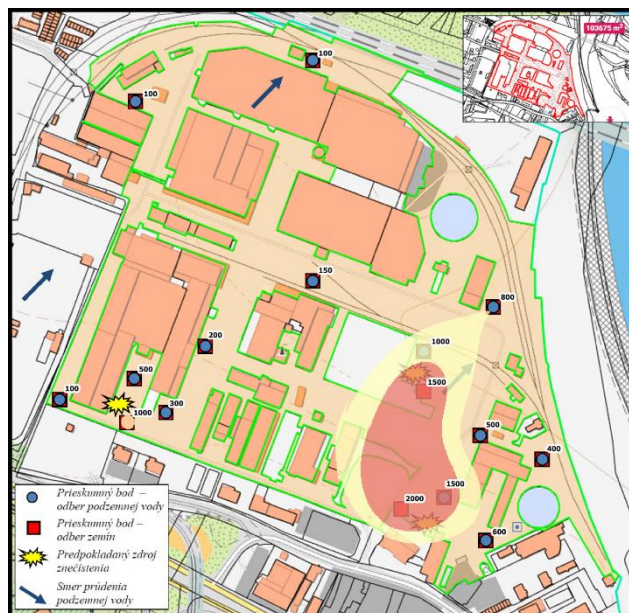 103675 m²
100
100
150
800
200
1000
500
1500
100
1000
300
500
400
2000
1500
600
Prieskumný bod –
odber podzemnej vody
Prieskumný bod –
odber zemín
Predpokladaný zdroj
znečistenia
Smer prúdenia
podzemnej vody